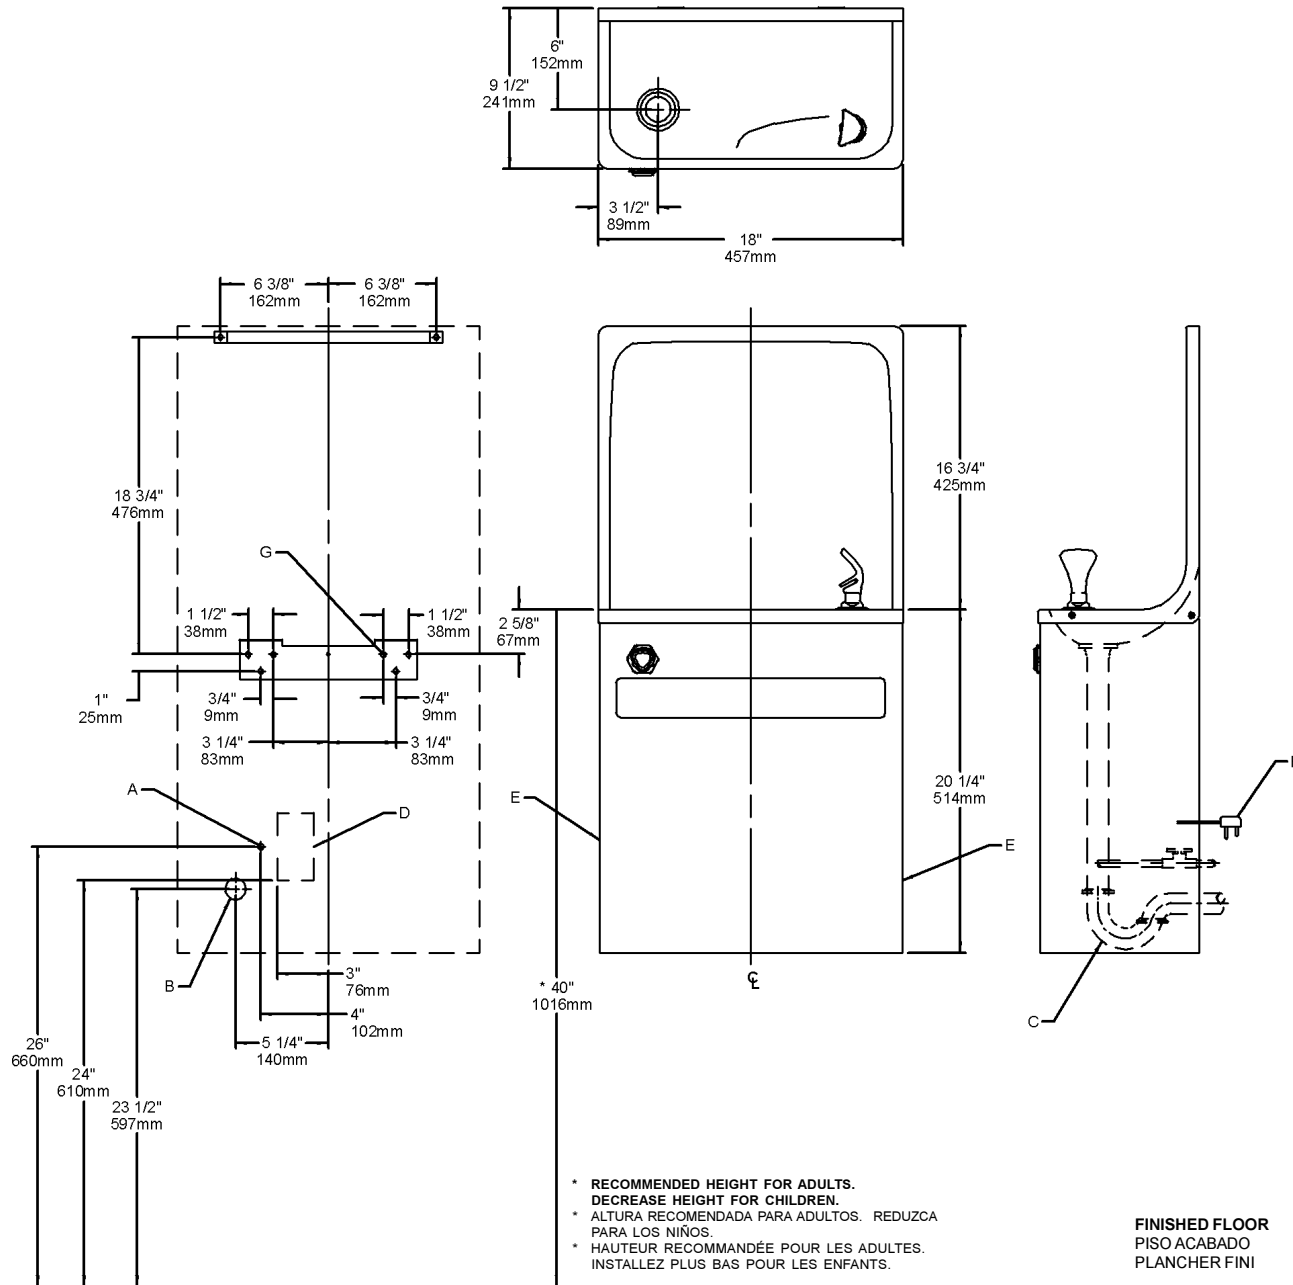 6"
152mm
9 1/2"
241mm
3 1/2"
89mm
18"
457mm
6 3/8"
162mm
6 3/8"
162mm
18 3/4"
476mm
16 3/4"
425mm
G
1 1/2"
38mm
1 1/2"
38mm
2 5/8"
67mm
1"
25mm
3/4"
9mm
3/4"
9mm
3 1/4"
83mm
3 1/4"
83mm
A
D
E
20 1/4"
514mm
E
B
3"
76mm
4"
102mm
5 1/4"
140mm
* 40"
1016mm
℄
C
26"
660mm
24"
610mm
23 1/2"
597mm
* RECOMMENDED HEIGHT FOR ADULTS.
DECREASE HEIGHT FOR CHILDREN.
* ALTURA RECOMENDADA PARA ADULTOS. REDUZCA
PARA LOS NIÑOS.
* HAUTEUR RECOMMANDÉE POUR LES ADULTES.
INSTALLEZ PLUS BAS POUR LES ENFANTS.
FINISHED FLOOR
PISO ACABADO
PLANCHER FINI